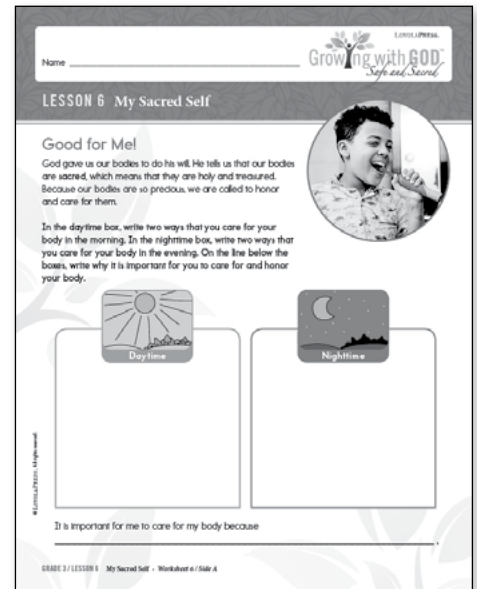 LOYOLAPRESS.
Name
Growing with GOD™
Safe and Sacred
LESSON 6 My Sacred Self
Good for Me!
God gave us our bodies to do his will. He tells us that our bodies
are sacred, which means that they are holy and treasured.
Because our bodies are so precious, we are called to honor
and care for them.
In the daytime box, write two ways that you care for your
body in the morning. In the nighttime box, write two ways that
you care for your body in the evening. On the line below the
boxes, write why it is important for you to care for and honor
your body.
Daytime
Nighttime
It is important for me to care for my body because
.
© LOYOLAPRESS. All rights reserved.
GRADE 3 / LESSON 6 My Sacred Self • Worksheet 6 / Side A